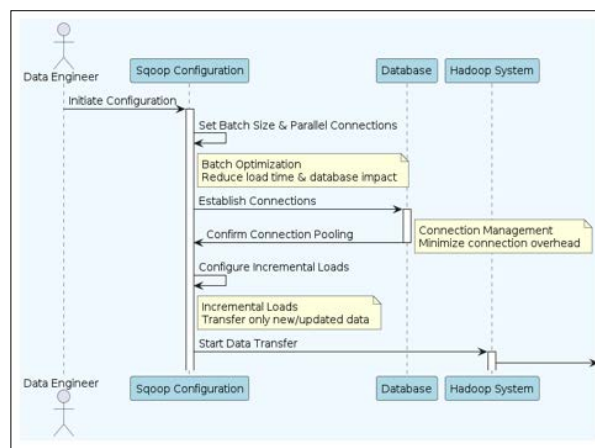 Data Engineer
Sqoop Configuration
Database
Hadoop System
Initiate Configuration
Set Batch Size & Parallel Connections
Batch Optimization
Reduce load time & database impact
Establish Connections
Confirm Connection Pooling
Connection Management
Minimize connection overhead
Configure Incremental Loads
Incremental Loads
Transfer only new/updated data
Start Data Transfer
Data Engineer
Sqoop Configuration
Database
Hadoop System